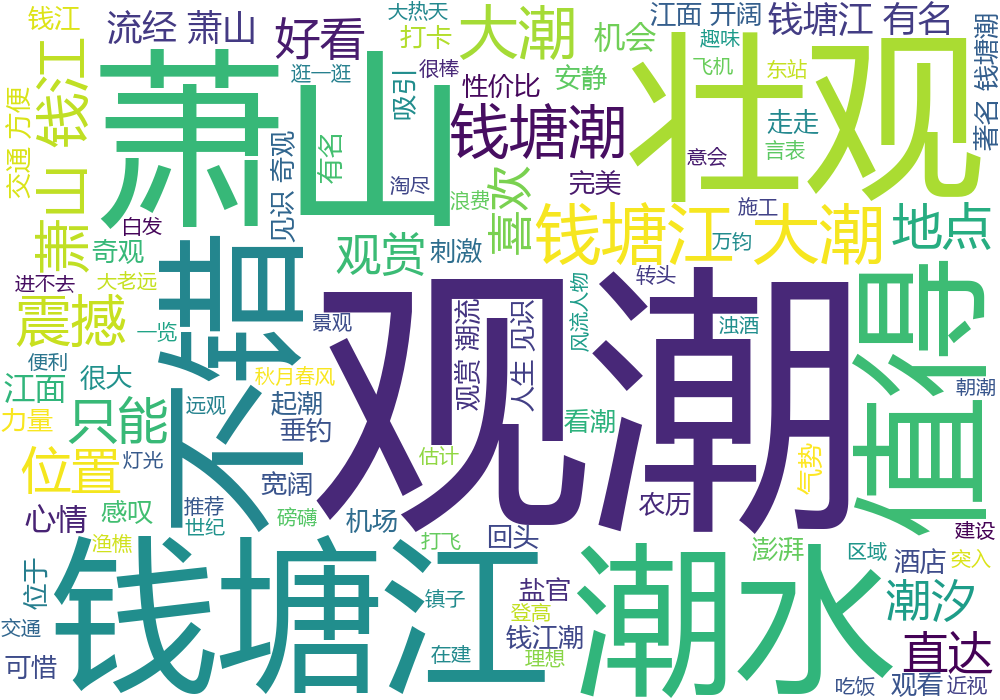 钱江
流经 萧山
好看
大热天
打卡
大潮
机会
江面 开阔
趣味
钱塘江 有名
著名 钱塘潮
萧山 钱江
交通 方便
萧山
逛一逛
很棒
吸引
性价比
安静
飞机
东站
壮观
钱塘潮
走走
意会
言表
有名
见识 奇观
淘尽
浪费
完美
喜欢
施工
钱塘江 大潮
地点
白发
奇观
观赏
刺激
万钧
进不去
大老远
不错
转头
风流人物
值得
震撼
一览
景观
观赏 潮流
人生 见识
浊酒
观潮
便利
江面
很大
秋月春风
朝潮
力量
只能
远观
起潮
垂钓
看潮
位置
灯光
估计
气势
宽阔
农历
心情
感叹
推荐
世纪
磅礴
机场
回头
建设
渔樵
打飞
澎湃
区域
酒店
突入
位于
钱塘江
镇子
盐官
登高
潮水
潮汐
交通
钱江潮
直达
可惜
在建
理想
吃饭
观看
近视